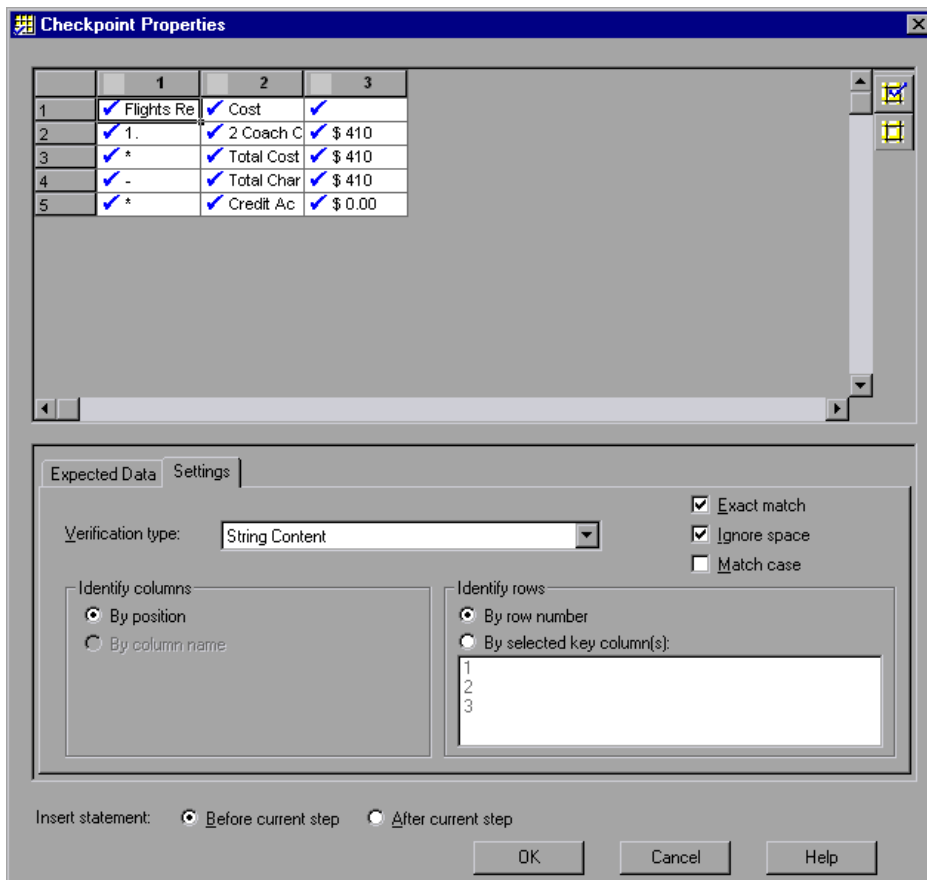 Checkpoint Properties
1 2 3
1 Flights Re Cost
2 1. 2 Coach C $ 410
3 * Total Cost $ 410
4 - Total Char $ 410
5 * Credit Ac $ 0.00
Expected Data Settings
Verification type: String Content
Exact match
Ignore space
Match case
Identify columns
By position
By column name
Identify rows
By row number
By selected key column(s):
1
2
3
Insert statement: Before current step After current step
OK Cancel Help